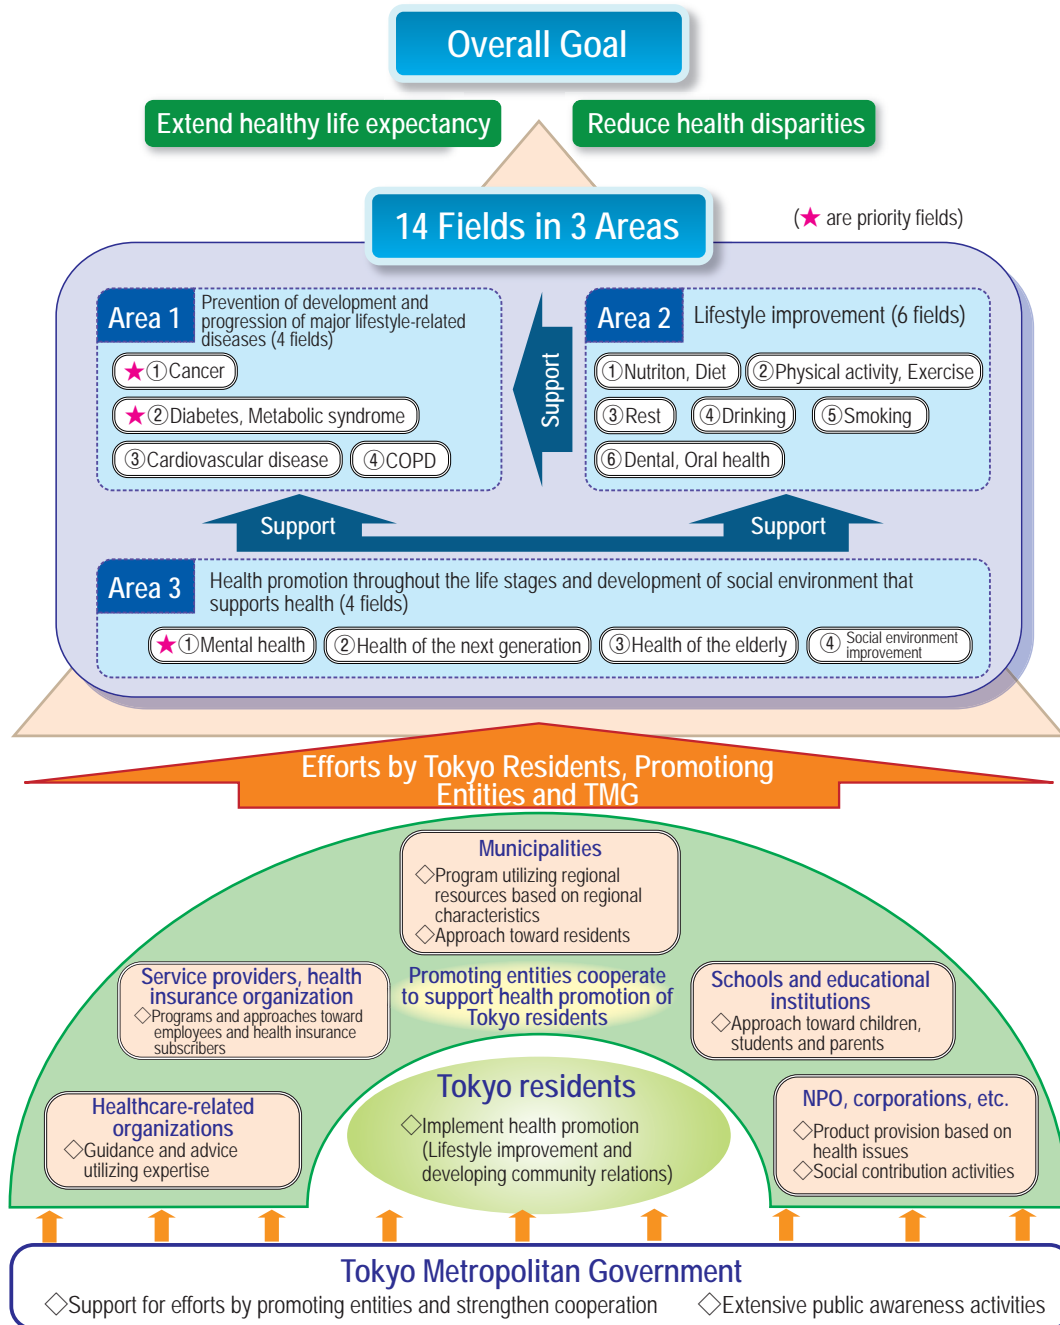 Overall Goal
Extend healthy life expectancy
Reduce health disparities
14 Fields in 3 Areas
(★ are priority fields)
Area 1
Prevention of development and
progression of major lifestyle-related
diseases (4 fields)
★①Cancer
★②Diabetes, Metabolic syndrome
③Cardiovascular disease
④COPD
Support
Area 2
Lifestyle improvement (6 fields)
①Nutriton, Diet
②Physical activity, Exercise
③Rest
④Drinking
⑤Smoking
⑥Dental, Oral health
Support
Support
Area 3
Health promotion throughout the life stages and development of social environment that
supports health (4 fields)
★①Mental health
②Health of the next generation
③Health of the elderly
④Social environment
improvement
Efforts by Tokyo Residents, Promotiong
Entities and TMG
Municipalities
◇Program utilizing regional
resources based on regional
characteristics
◇Approach toward residents
Service providers, health
insurance organization
◇Programs and approaches toward
employees and health insurance
subscribers
Promoting entities cooperate
to support health promotion of
Tokyo residents
Schools and educational
institutions
◇Approach toward children,
students and parents
Healthcare-related
organizations
◇Guidance and advice
utilizing expertise
Tokyo residents
◇Implement health promotion
(Lifestyle improvement and
developing community relations)
NPO, corporations, etc.
◇Product provision based on
health issues
◇Social contribution activities
Tokyo Metropolitan Government
◇Support for efforts by promoting entities and strengthen cooperation
◇Extensive public awareness activities